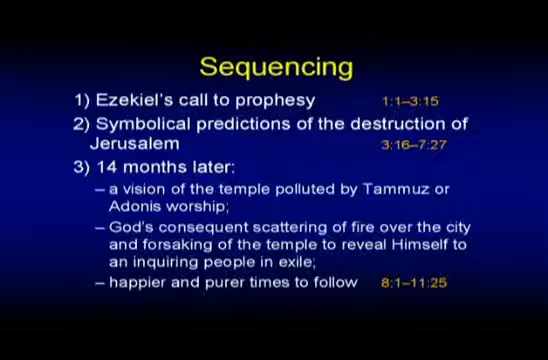 Sequencing
1) Ezekiel's call to prophesy 1:1–3:15
2) Symbolical predictions of the destruction of
Jerusalem 3:16–7:27
3) 14 months later:
– a vision of the temple polluted by Tammuz or
Adonis worship;
– God's consequent scattering of fire over the city
and forsaking of the temple to reveal Himself to
an inquiring people in exile;
– happier and purer times to follow 8:1–11:25